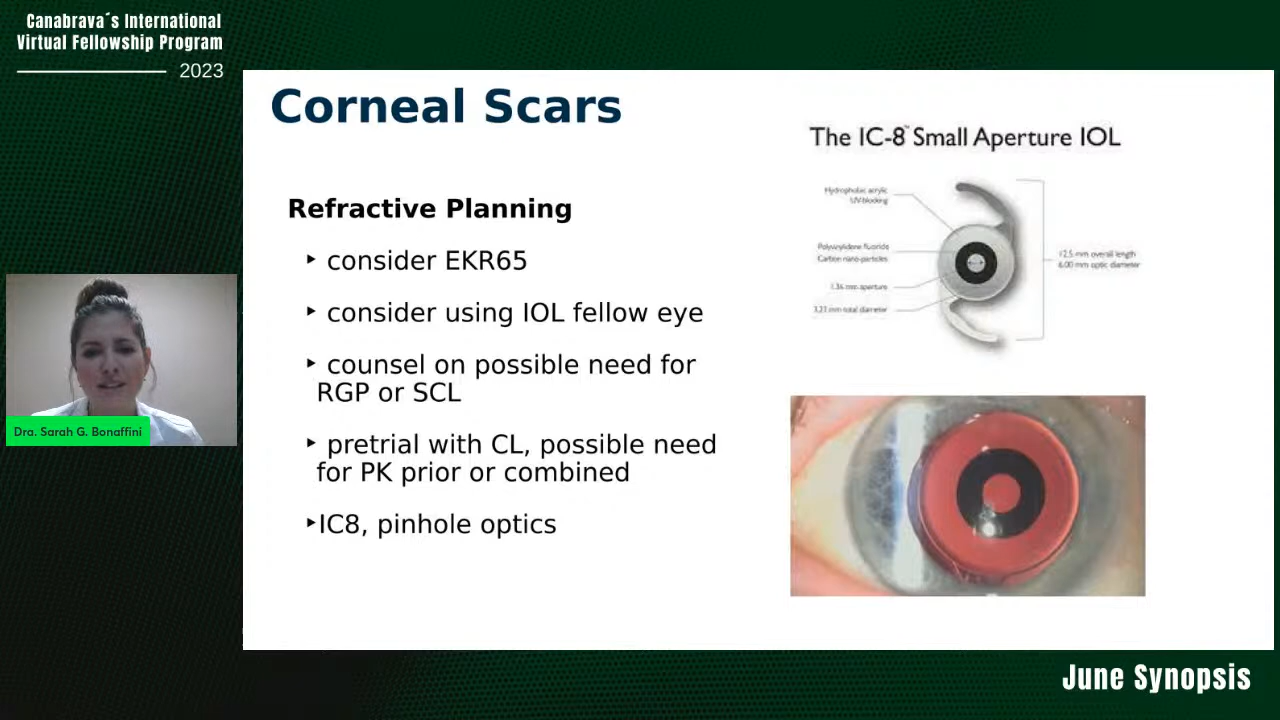 Canabrava´s International
Virtual Fellowship Program
2023
Corneal Scars
The IC-8™ Small Aperture IOL
Refractive Planning
‣ consider EKR65
‣ consider using IOL fellow eye
‣ counsel on possible need for
RGP or SCL
‣ pretrial with CL, possible need
for PK prior or combined
‣IC8, pinhole optics
Hydrophobic acrylic
UV-blocking
Polyvinylidene fluoride
Carbon nano-particles
1.36 mm aperture
3.23 mm total diameter
12.5 mm overall length
6.00 mm optic diameter
Dra. Sarah G. Bonaffini
June Synopsis